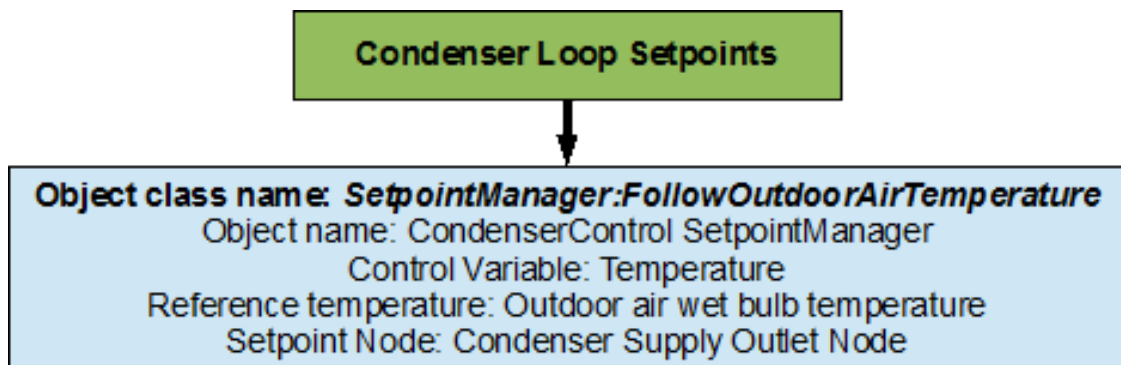 Condenser Loop Setpoints
Object class name: SetpointManager:FollowOutdoorAirTemperature
Object name: CondenserControl SetpointManager
Control Variable: Temperature
Reference temperature: Outdoor air wet bulb temperature
Setpoint Node: Condenser Supply Outlet Node